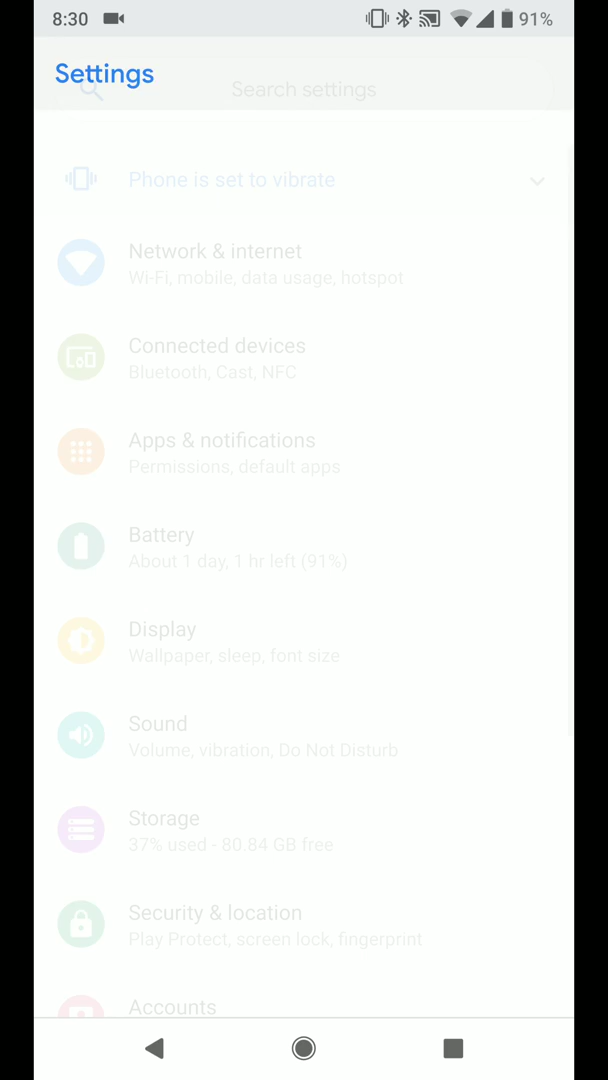 8:30 91%
Settings
Search settings
Phone is set to vibrate
Network & internet
Wi-Fi, mobile, data usage, hotspot
Connected devices
Bluetooth, Cast, NFC
Apps & notifications
Permissions, default apps
Battery
About 1 day, 1 hr left (91%)
Display
Wallpaper, sleep, font size
Sound
Volume, vibration, Do Not Disturb
Storage
37% used - 80.84 GB free
Security & location
Play Protect, screen lock, fingerprint
Accounts